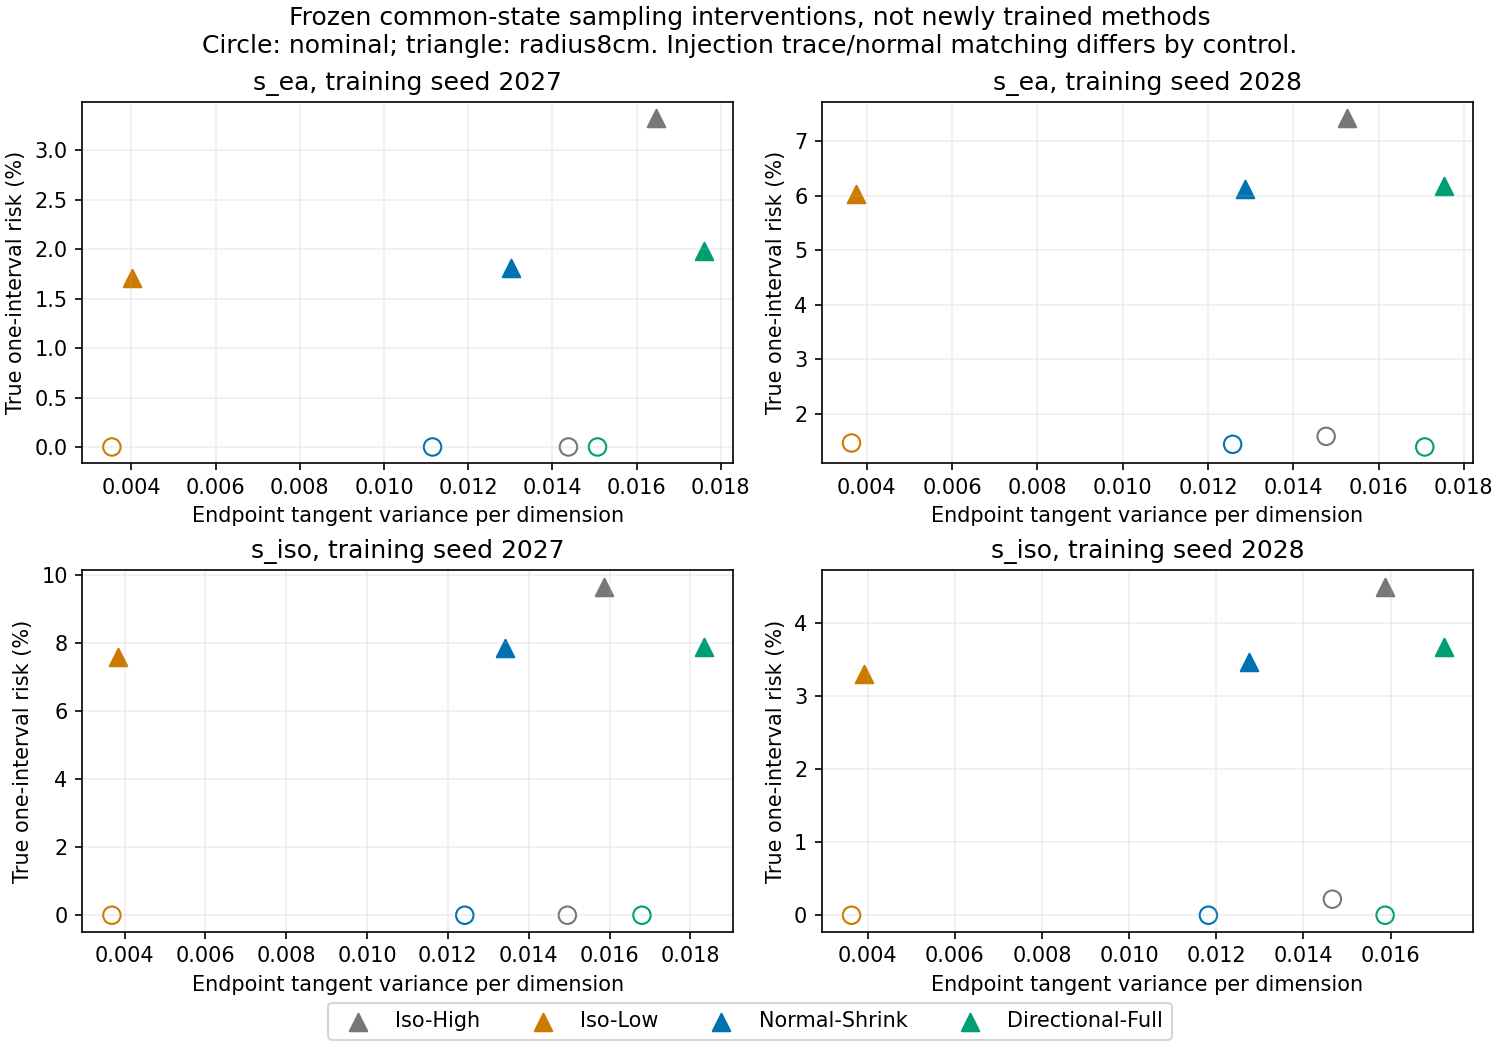 Frozen common-state sampling interventions, not newly trained methods
Circle: nominal; triangle: radius8cm. Injection trace/normal matching differs by control.
s_ea, training seed 2027
True one-interval risk (%)
3.0
2.5
2.0
1.5
1.0
0.5
0.0
0.004 0.006 0.008 0.010 0.012 0.014 0.016 0.018
Endpoint tangent variance per dimension
s_ea, training seed 2028
True one-interval risk (%)
7
6
5
4
3
2
0.004 0.006 0.008 0.010 0.012 0.014 0.016 0.018
Endpoint tangent variance per dimension
s_iso, training seed 2027
True one-interval risk (%)
10
8
6
4
2
0
0.004 0.006 0.008 0.010 0.012 0.014 0.016 0.018
Endpoint tangent variance per dimension
s_iso, training seed 2028
True one-interval risk (%)
4
3
2
1
0
0.004 0.006 0.008 0.010 0.012 0.014 0.016
Endpoint tangent variance per dimension
Iso-High Iso-Low Normal-Shrink Directional-Full